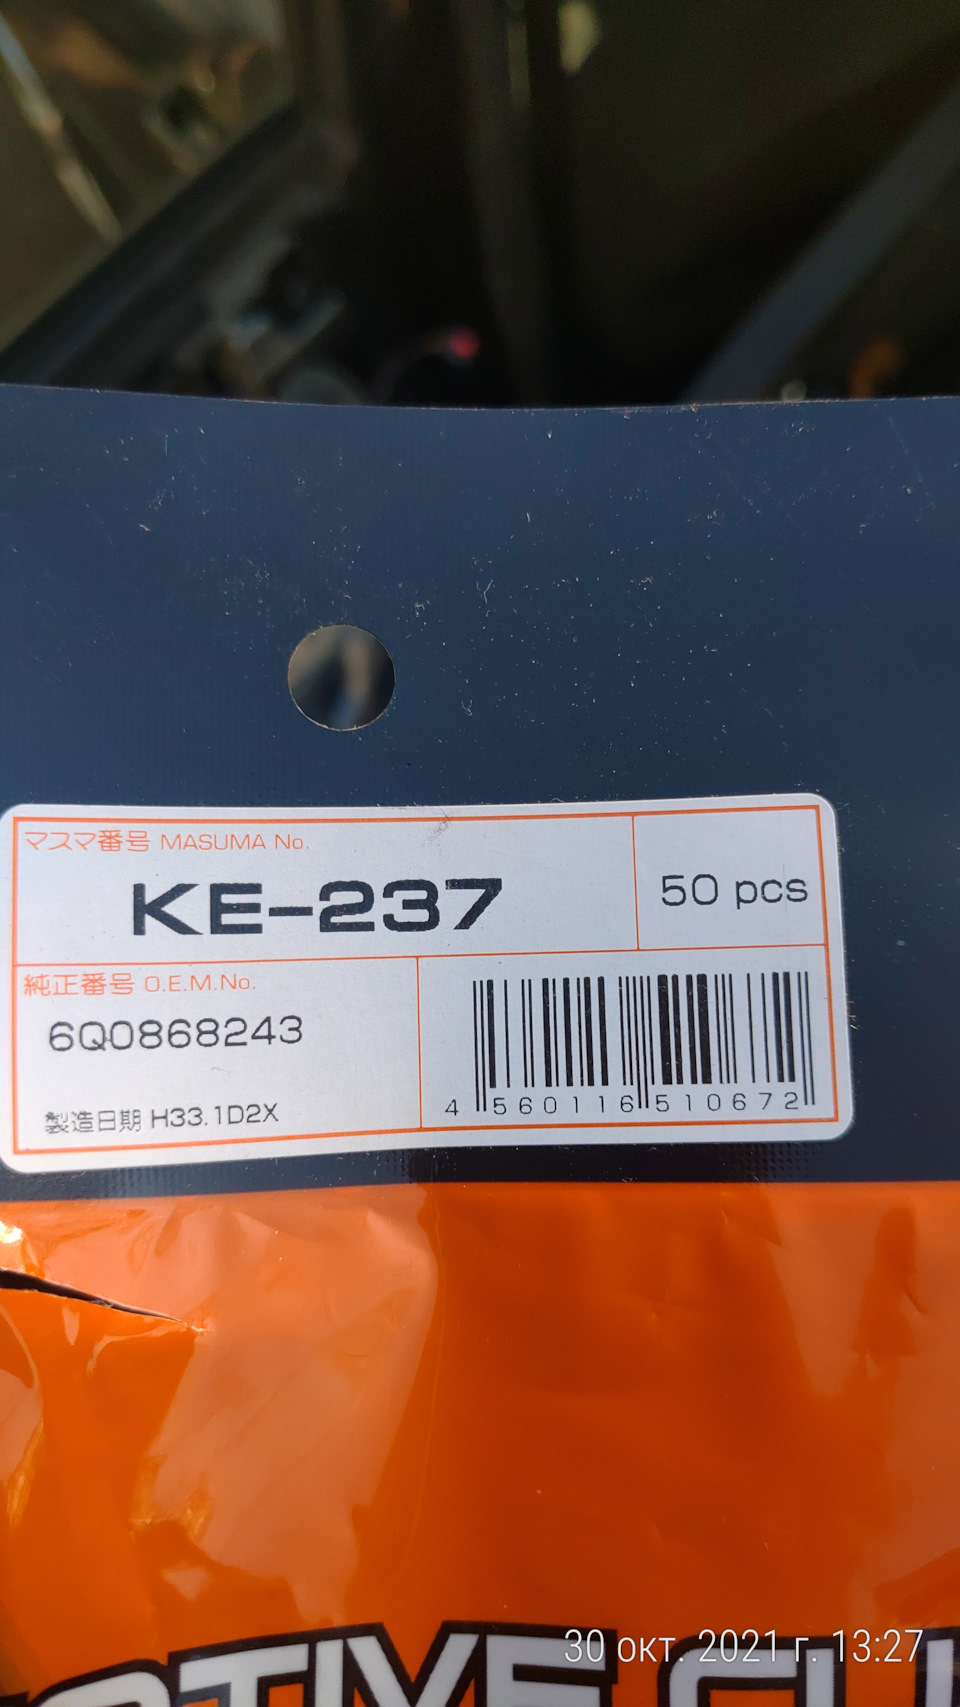 マスマ番号 MASUMA No.
KE-237
50 pcs
純正番号 O.E.M.No.
6Q0868243
製造日期 H33.1D2X
4 560116 510672
30 окт. 2021 г. 13:27